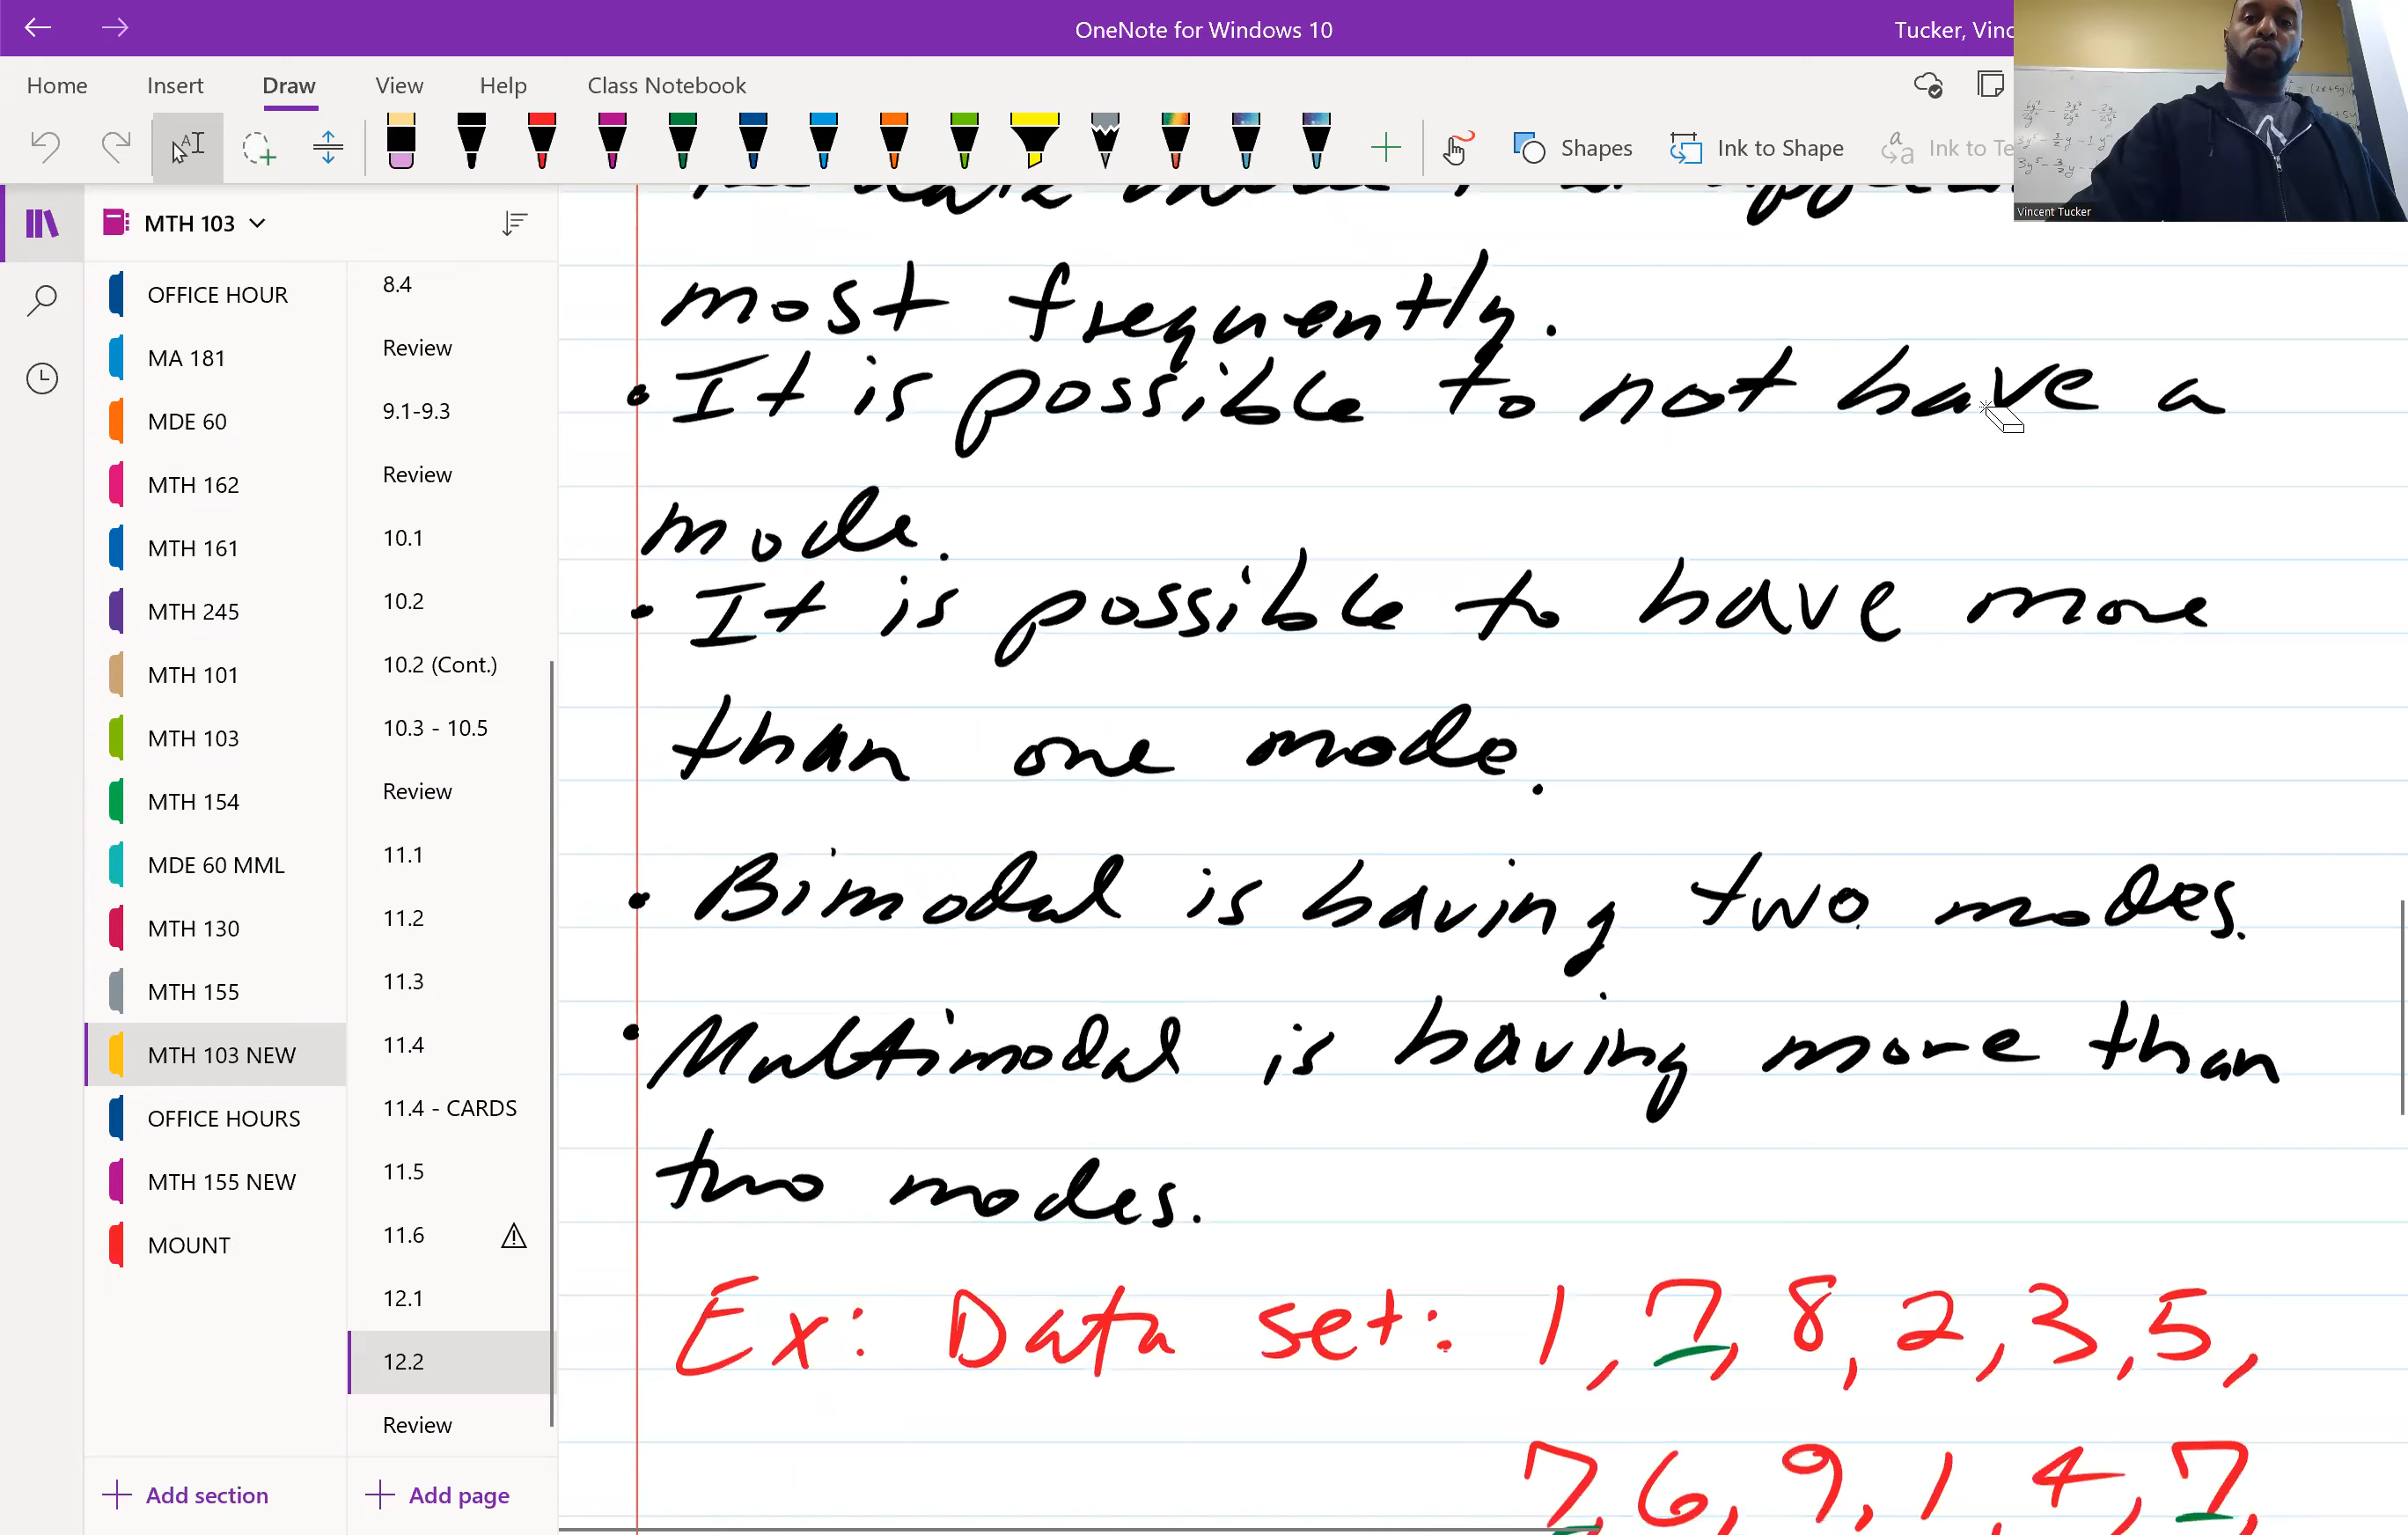 OneNote for Windows 10
Tucker, Vinc
Home
Insert
Draw
View
Help
Class Notebook
Shapes
Ink to Shape
Ink to Te
Vincent Tucker
MTH 103
OFFICE HOUR
MA 181
MDE 60
MTH 162
MTH 161
MTH 245
MTH 101
MTH 103
MTH 154
MDE 60 MML
MTH 130
MTH 155
MTH 103 NEW
OFFICE HOURS
MTH 155 NEW
MOUNT
Add section
8.4
Review
9.1-9.3
Review
10.1
10.2
10.2 (Cont.)
10.3 - 10.5
Review
11.1
11.2
11.3
11.4
11.4 - CARDS
11.5
11.6
12.1
12.2
Review
Add page
most frequently.
• It is possible to not have a
mode.
• It is possible to have more
than one mode.
• Bimodal is having two modes.
• Multimodal is having more than
two modes.
Ex: Data set: 1, 7, 8, 2, 3, 5,
7, 6, 9, 1, 4, 7,